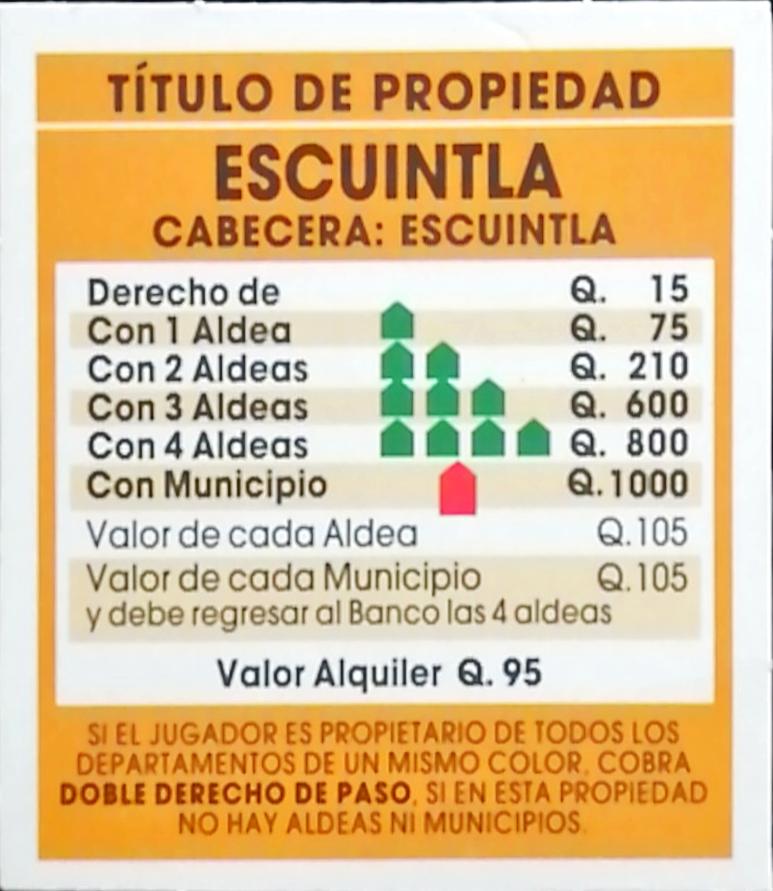 TÍTULO DE PROPIEDAD
ESCUINTLA
CABECERA: ESCUINTLA
Derecho de Q. 15
Con 1 Aldea Q. 75
Con 2 Aldeas Q. 210
Con 3 Aldeas Q. 600
Con 4 Aldeas Q. 800
Con Municipio Q.1000
Valor de cada Aldea Q.105
Valor de cada Municipio Q.105
y debe regresar al Banco las 4 aldeas
Valor Alquiler Q. 95
SI EL JUGADOR ES PROPIETARIO DE TODOS LOS
DEPARTAMENTOS DE UN MISMO COLOR, COBRA
DOBLE DERECHO DE PASO, SI EN ESTA PROPIEDAD
NO HAY ALDEAS NI MUNICIPIOS.